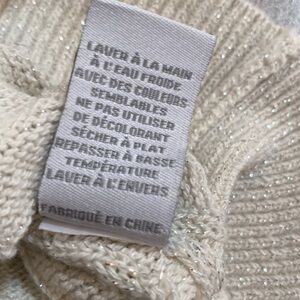 LAVER À LA MAIN
À L'EAU FROIDE
AVEC DES COULEURS
SEMBLABLES
NE PAS UTILISER
DE DÉCOLORANT
SÉCHER À PLAT
REPASSER À BASSE
TEMPÉRATURE
LAVER À L'ENVERS
FABRIQUÉ EN CHINE